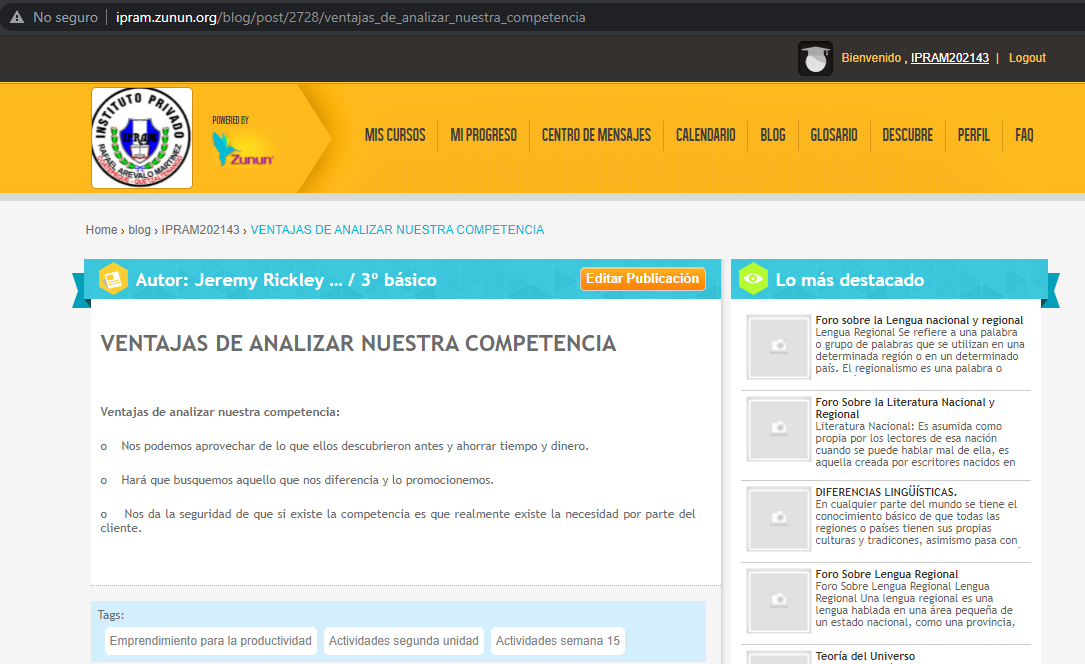 No seguro
ipram.zunun.org/blog/post/2728/ventajas_de_analizar_nuestra_competencia
Bienvenido , IPRAM202143 | Logout
INSTITUTO PRIVADO
IPRAM
RAFAEL AREVALO MARTINEZ
COATEPEQUE - QUETZALTENANGO
POWERED BY
Zunun
MIS CURSOS
MI PROGRESO
CENTRO DE MENSAJES
CALENDARIO
BLOG
GLOSARIO
DESCUBRE
PERFIL
FAQ
Home › blog › IPRAM202143 › VENTAJAS DE ANALIZAR NUESTRA COMPETENCIA
Autor: Jeremy Rickley ... / 3º básico
Editar Publicación
VENTAJAS DE ANALIZAR NUESTRA COMPETENCIA
Ventajas de analizar nuestra competencia:
o Nos podemos aprovechar de lo que ellos descubrieron antes y ahorrar tiempo y dinero.
o Hará que busquemos aquello que nos diferencia y lo promocionemos.
o Nos da la seguridad de que si existe la competencia es que realmente existe la necesidad por parte del
cliente.
Tags:
Emprendimiento para la productividad
Actividades segunda unidad
Actividades semana 15
Lo más destacado
Foro sobre la Lengua nacional y regional
Lengua Regional Se refiere a una palabra
o grupo de palabras que se utilizan en una
determinada región o en un determinado
país. El regionalismo es una palabra o
Foro Sobre la Literatura Nacional y
Regional
Literatura Nacional: Es asumida como
propia por los lectores de esa nación
cuando se puede hablar mal de ella, es
aquella creada por escritores nacidos en
DIFERENCIAS LINGÜÍSTICAS.
En cualquier parte del mundo se tiene el
conocimiento básico de que todas las
regiones o países tienen sus propias
culturas y tradicones, asimismo pasa con
Foro Sobre Lengua Regional
Foro Sobre Lengua Regional Lengua
Regional Una lengua regional es una
lengua hablada en una área pequeña de
un estado nacional, como una provincia,
Teoría del Universo